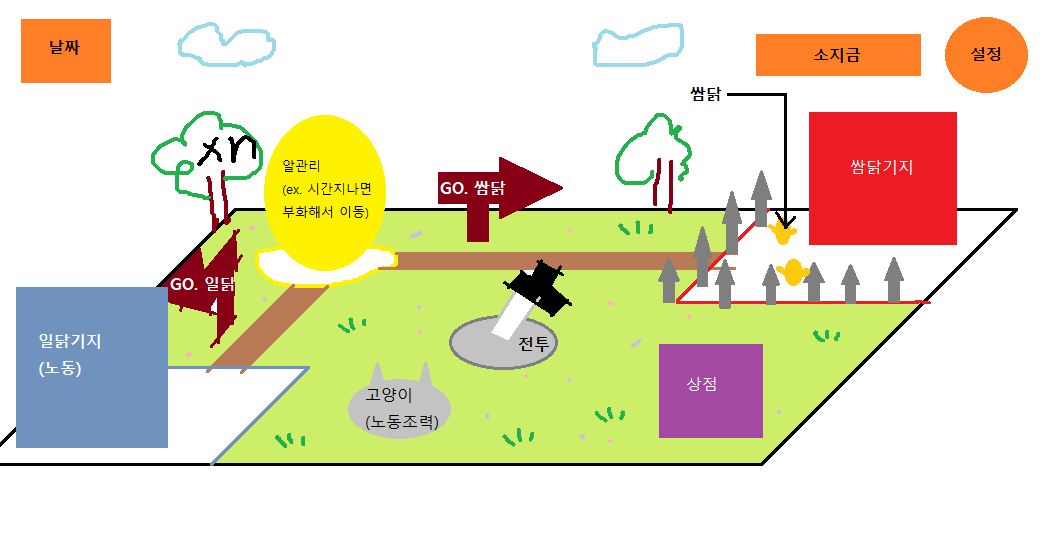 날짜
소지금
설정
쌈닭
xn
알관리
(ex. 시간지나면
부화해서 이동)
GO. 쌈닭
쌈닭기지
GO. 일닭
일닭기지
(노동)
전투
상점
고양이
(노동조력)